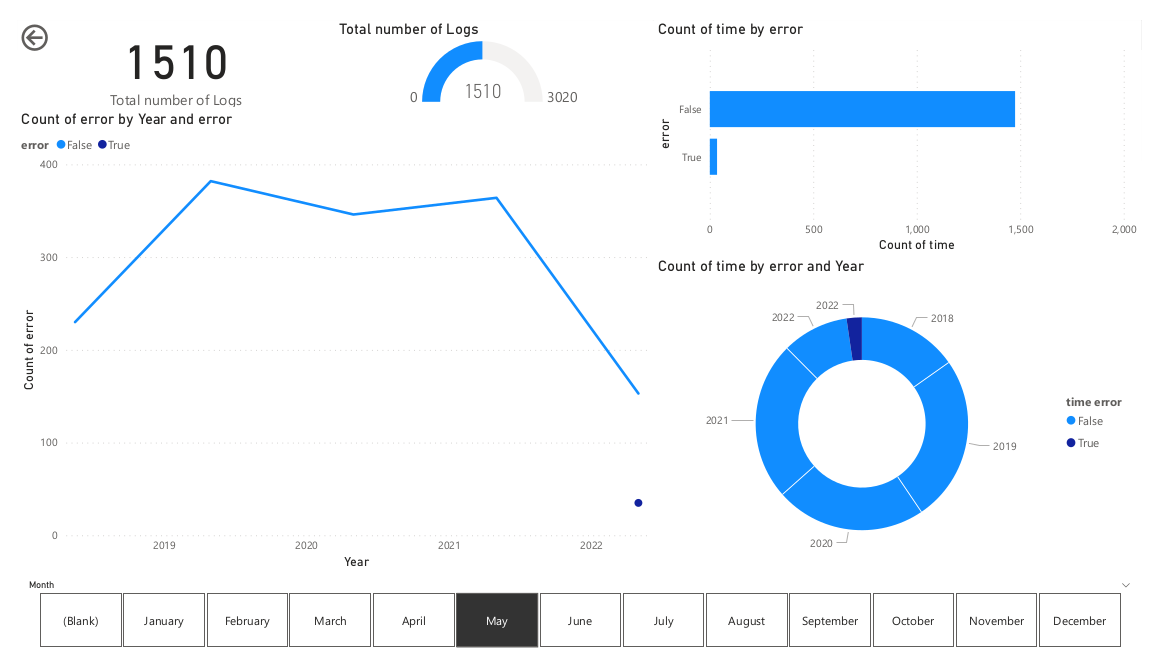 1510
Total number of Logs
Total number of Logs
0
1510
3020
Count of error by Year and error
error
False
True
400
300
200
100
0
Count of error
2019
2020
2021
2022
Year
Count of time by error
error
False
True
0
500
1,000
1,500
2,000
Count of time
Count of time by error and Year
2022
2022
2018
2021
2019
2020
time error
False
True
Month
(Blank)
January
February
March
April
May
June
July
August
September
October
November
December